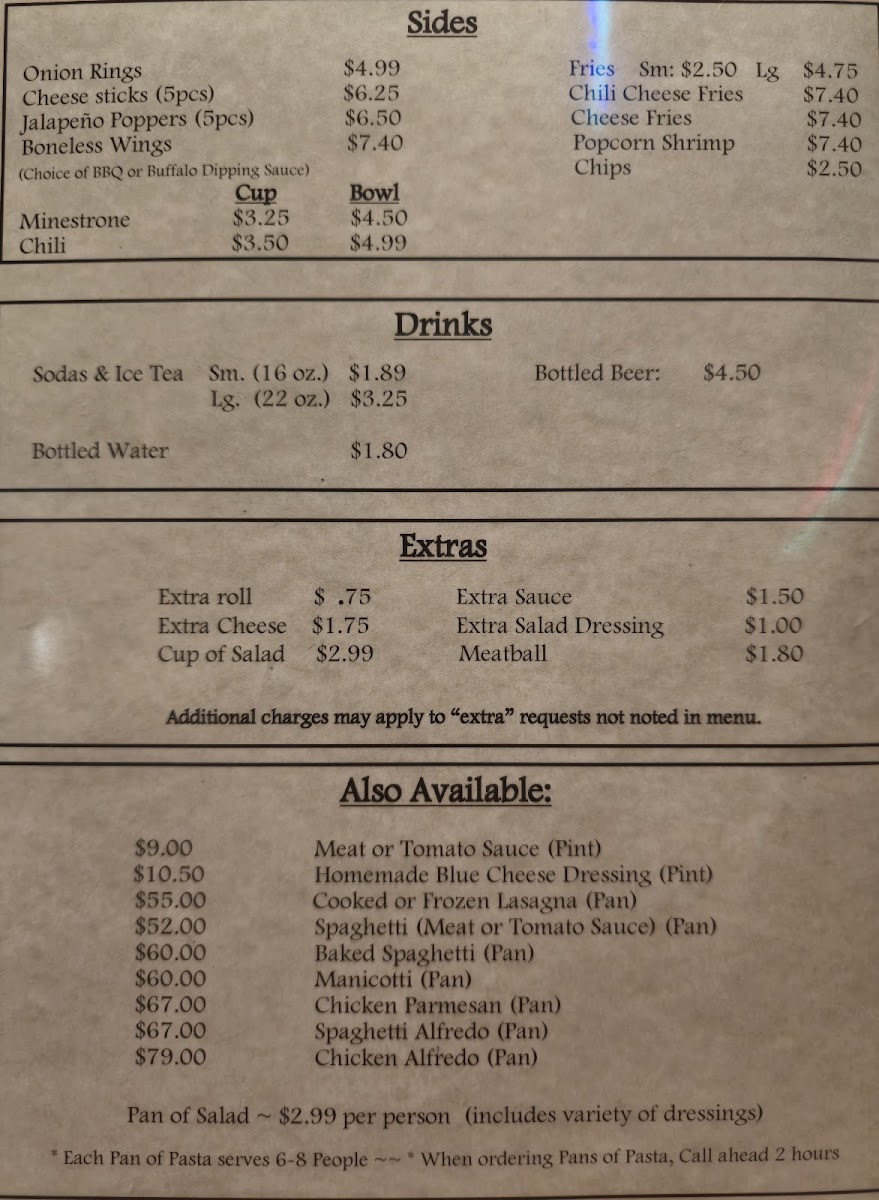 Sides
Onion Rings $4.99
Cheese sticks (5pcs) $6.25
Jalapeño Poppers (5pcs) $6.50
Boneless Wings $7.40
(Choice of BBQ or Buffalo Dipping Sauce)
Cup Bowl
Minestrone $3.25 $4.50
Chili $3.50 $4.99
Fries Sm: $2.50 Lg $4.75
Chili Cheese Fries $7.40
Cheese Fries $7.40
Popcorn Shrimp $7.40
Chips $2.50
Drinks
Sodas & Ice Tea Sm. (16 oz.) $1.89
Lg. (22 oz.) $3.25
Bottled Water $1.80
Bottled Beer: $4.50
Extras
Extra roll $ .75
Extra Cheese $1.75
Cup of Salad $2.99
Extra Sauce $1.50
Extra Salad Dressing $1.00
Meatball $1.80
Additional charges may apply to “extra” requests not noted in menu.
Also Available:
$9.00 Meat or Tomato Sauce (Pint)
$10.50 Homemade Blue Cheese Dressing (Pint)
$55.00 Cooked or Frozen Lasagna (Pan)
$52.00 Spaghetti (Meat or Tomato Sauce) (Pan)
$60.00 Baked Spaghetti (Pan)
$60.00 Manicotti (Pan)
$67.00 Chicken Parmesan (Pan)
$67.00 Spaghetti Alfredo (Pan)
$79.00 Chicken Alfredo (Pan)
Pan of Salad ~ $2.99 per person (includes variety of dressings)
* Each Pan of Pasta serves 6-8 People ~~ * When ordering Pans of Pasta, Call ahead 2 hours